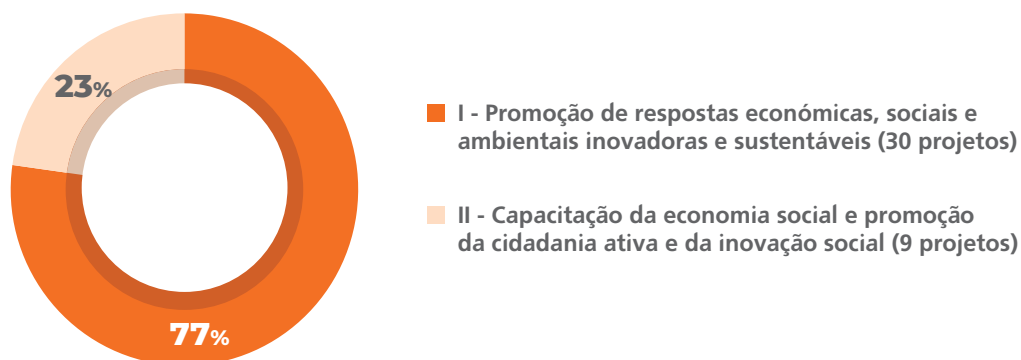 23%
77%
I - Promoção de respostas económicas, sociais e
ambientais inovadoras e sustentáveis (30 projetos)
II - Capacitação da economia social e promoção
da cidadania ativa e da inovação social (9 projetos)